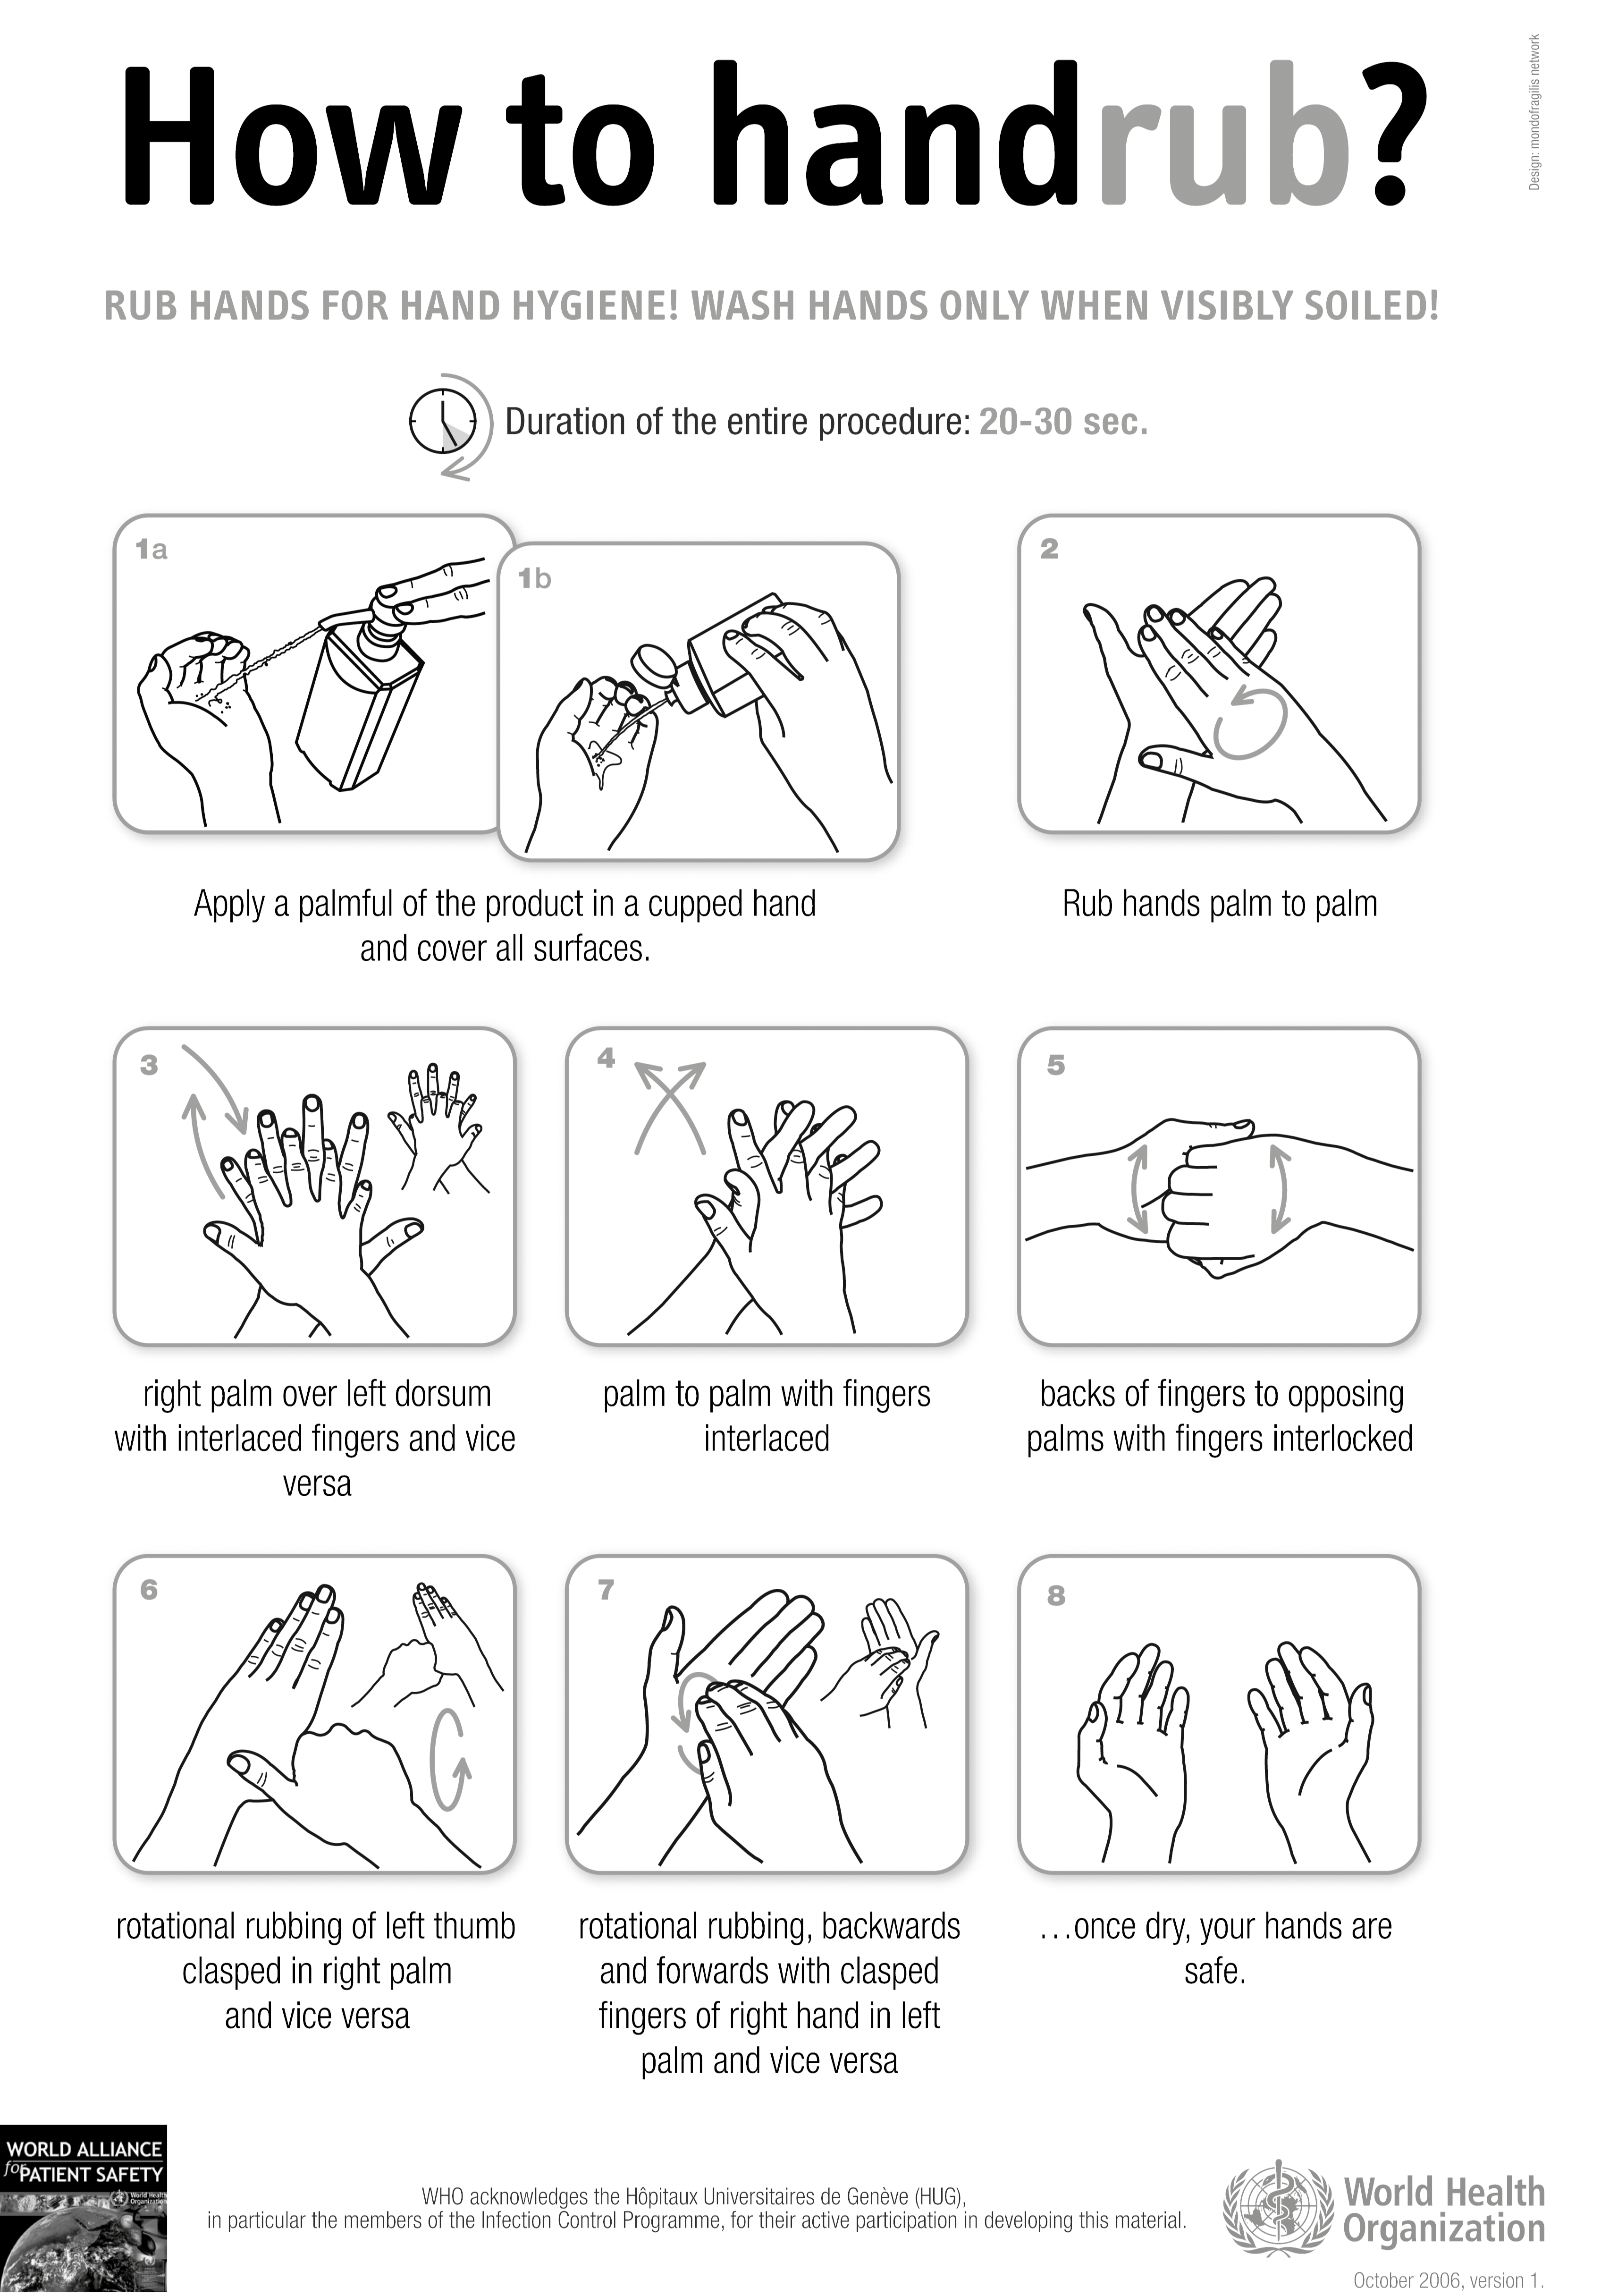 How to handrub?
Design: mondofragilis network
RUB HANDS FOR HAND HYGIENE! WASH HANDS ONLY WHEN VISIBLY SOILED!
Duration of the entire procedure: 20-30 sec.
1a
1b
2
Apply a palmful of the product in a cupped hand
and cover all surfaces.
Rub hands palm to palm
3
4
5
right palm over left dorsum
with interlaced fingers and vice
versa
palm to palm with fingers
interlaced
backs of fingers to opposing
palms with fingers interlocked
6
7
8
rotational rubbing of left thumb
clasped in right palm
and vice versa
rotational rubbing, backwards
and forwards with clasped
fingers of right hand in left
palm and vice versa
…once dry, your hands are
safe.
WORLD ALLIANCE
for PATIENT SAFETY
World Health
Organization
WHO acknowledges the Hôpitaux Universitaires de Genève (HUG),
in particular the members of the Infection Control Programme, for their active participation in developing this material.
World Health
Organization
October 2006, version 1.